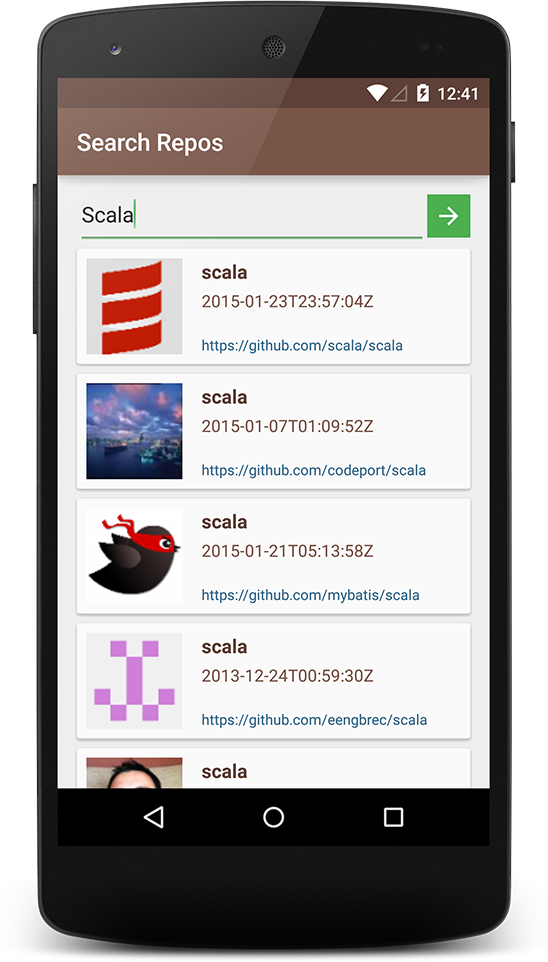 12:41
Search Repos
Scala
scala
2015-01-23T23:57:04Z
https://github.com/scala/scala
scala
2015-01-07T01:09:52Z
https://github.com/codeport/scala
scala
2015-01-21T05:13:58Z
https://github.com/mybatis/scala
scala
2013-12-24T00:59:30Z
https://github.com/eengbrec/scala
scala